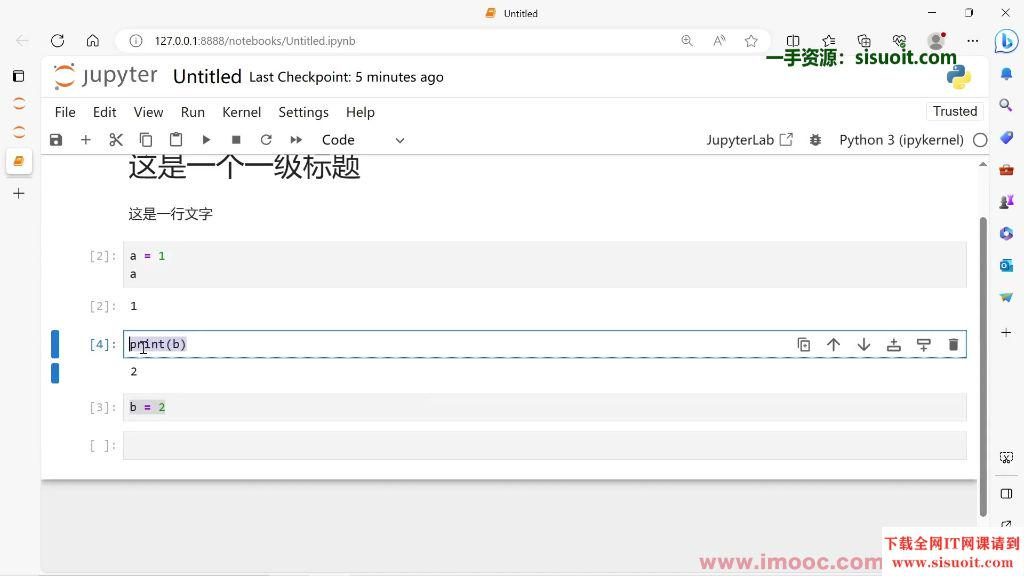 Untitled
127.0.0.1:8888/notebooks/Untitled.ipynb
一手资源：sisuoit.com
jupyter Untitled Last Checkpoint: 5 minutes ago
File Edit View Run Kernel Settings Help
Trusted
Code
JupyterLab
Python 3 (ipykernel)
这是一个一级标题
这是一行文字
[2]: a = 1
a
[2]: 1
[4]: print(b)
2
[3]: b = 2
[ ]:
下载全网IT网课请到
www.imooc.com
www.sisuoit.com